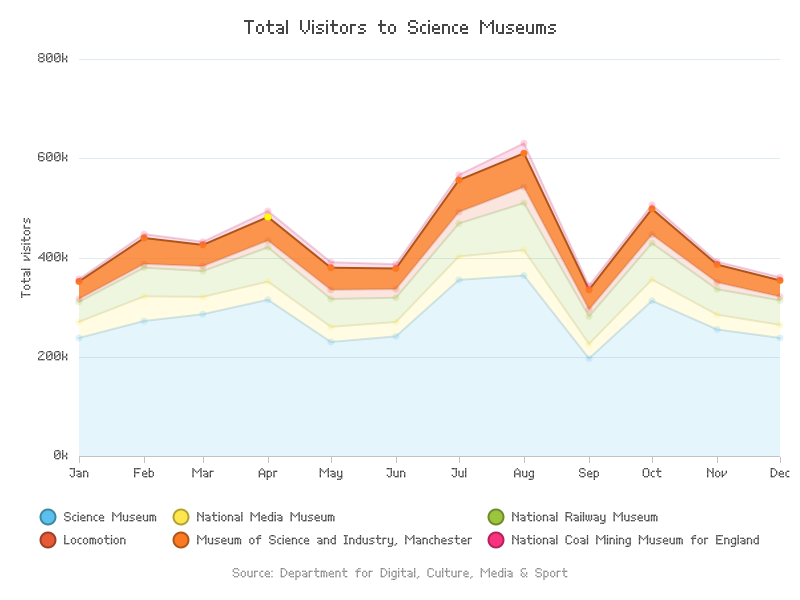 Total Visitors to Science Museums
800k
600k
400k
200k
0k
Total visitors
Jan Feb Mar Apr May Jun Jul Aug Sep Oct Nov Dec
Science Museum National Media Museum National Railway Museum
Locomotion Museum of Science and Industry, Manchester National Coal Mining Museum for England
Source: Department for Digital, Culture, Media & Sport